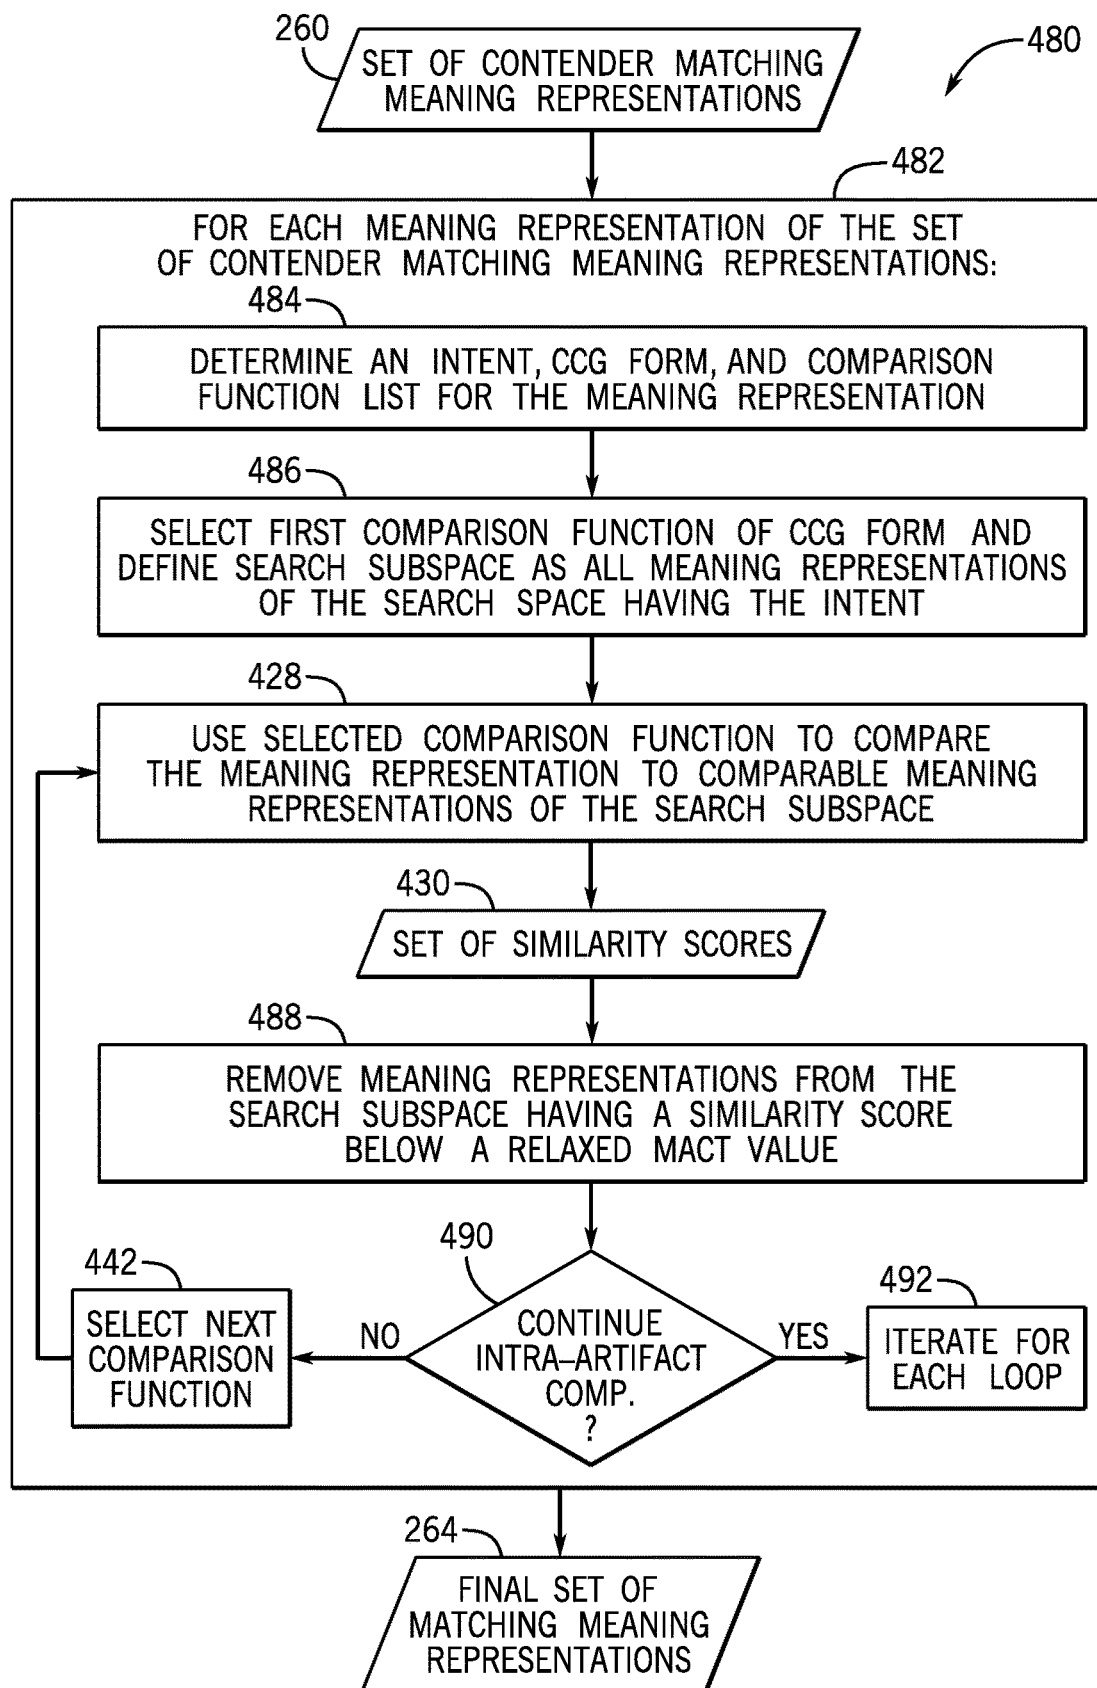 260
SET OF CONTENDER MATCHING
MEANING REPRESENTATIONS
480
482
FOR EACH MEANING REPRESENTATION OF THE SET
OF CONTENDER MATCHING MEANING REPRESENTATIONS:
484
DETERMINE AN INTENT, CCG FORM, AND COMPARISON
FUNCTION LIST FOR THE MEANING REPRESENTATION
486
SELECT FIRST COMPARISON FUNCTION OF CCG FORM AND
DEFINE SEARCH SUBSPACE AS ALL MEANING REPRESENTATIONS
OF THE SEARCH SPACE HAVING THE INTENT
428
USE SELECTED COMPARISON FUNCTION TO COMPARE
THE MEANING REPRESENTATION TO COMPARABLE MEANING
REPRESENTATIONS OF THE SEARCH SUBSPACE
430
SET OF SIMILARITY SCORES
488
REMOVE MEANING REPRESENTATIONS FROM THE
SEARCH SUBSPACE HAVING A SIMILARITY SCORE
BELOW A RELAXED MACT VALUE
490
CONTINUE
INTRA–ARTIFACT
COMP.
?
NO
442
SELECT NEXT
COMPARISON
FUNCTION
YES
492
ITERATE FOR
EACH LOOP
264
FINAL SET OF
MATCHING MEANING
REPRESENTATIONS